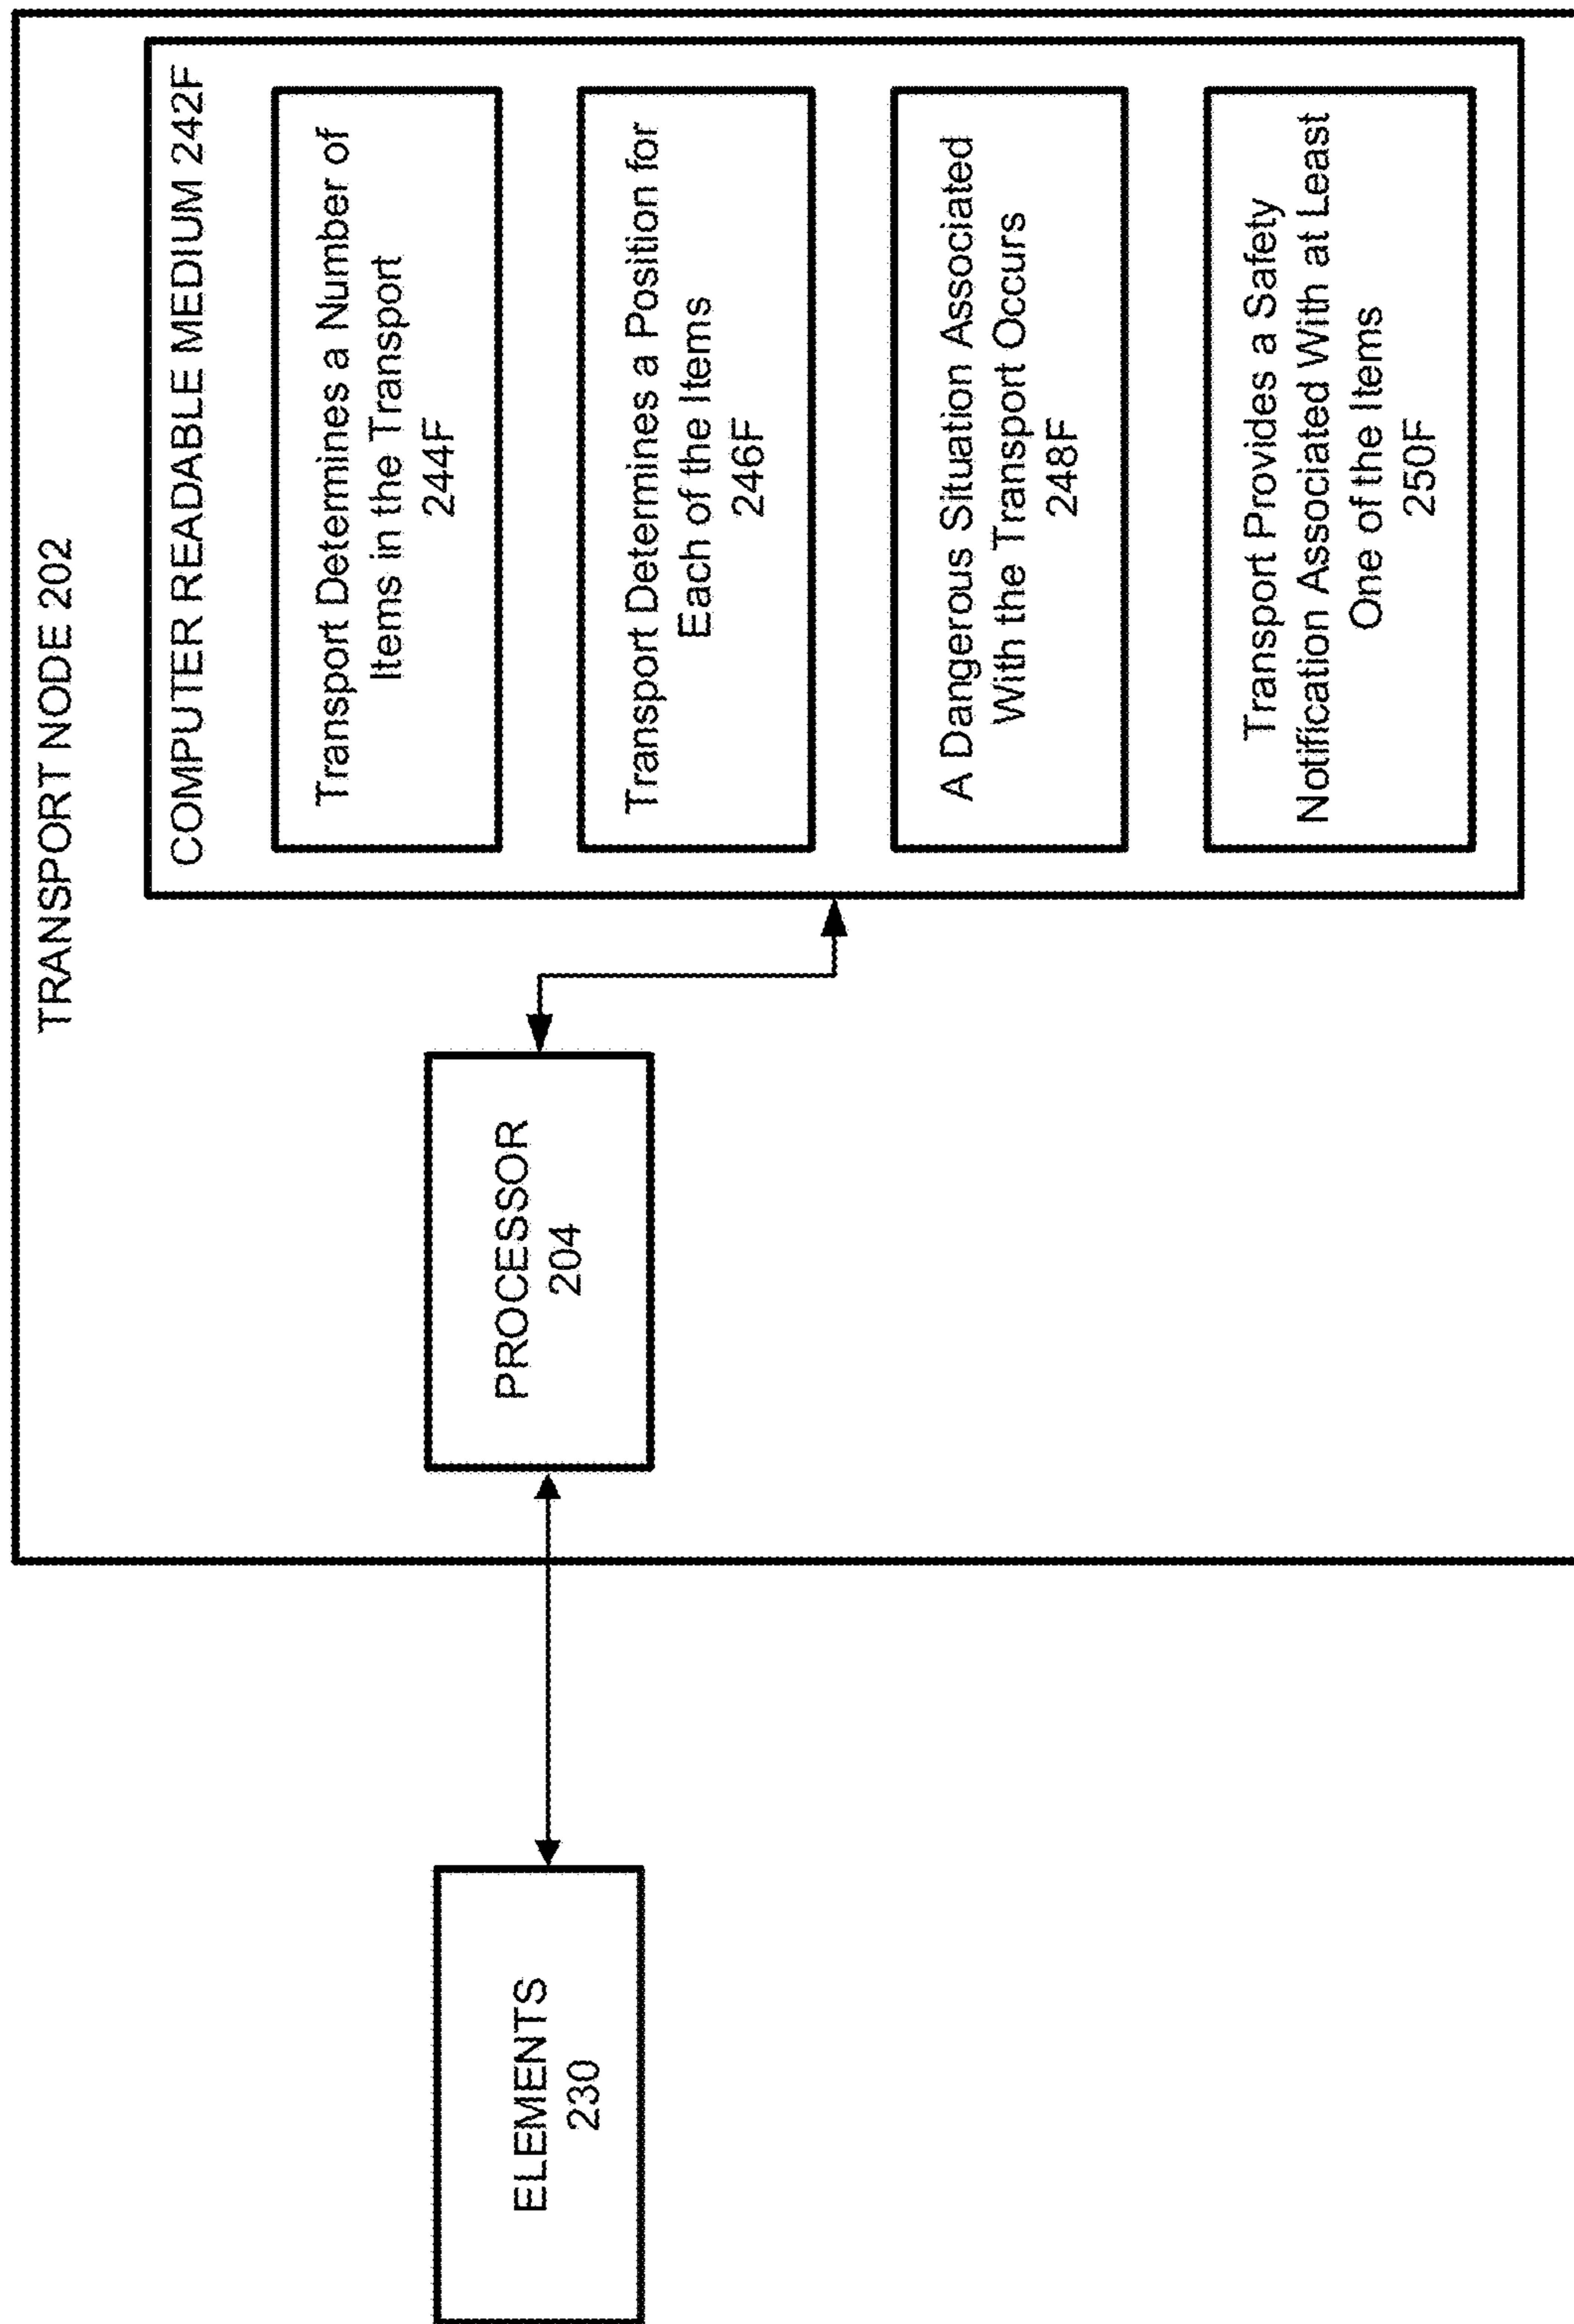 TRANSPORT NODE 202
COMPUTER READABLE MEDIUM 242F
Transport Determines a Number of
Items in the Transport
244F
Transport Determines a Position for
Each of the Items
246F
A Dangerous Situation Associated
With the Transport Occurs
248F
Transport Provides a Safety
Notification Associated With at Least
One of the Items
250F
PROCESSOR
204
ELEMENTS
230